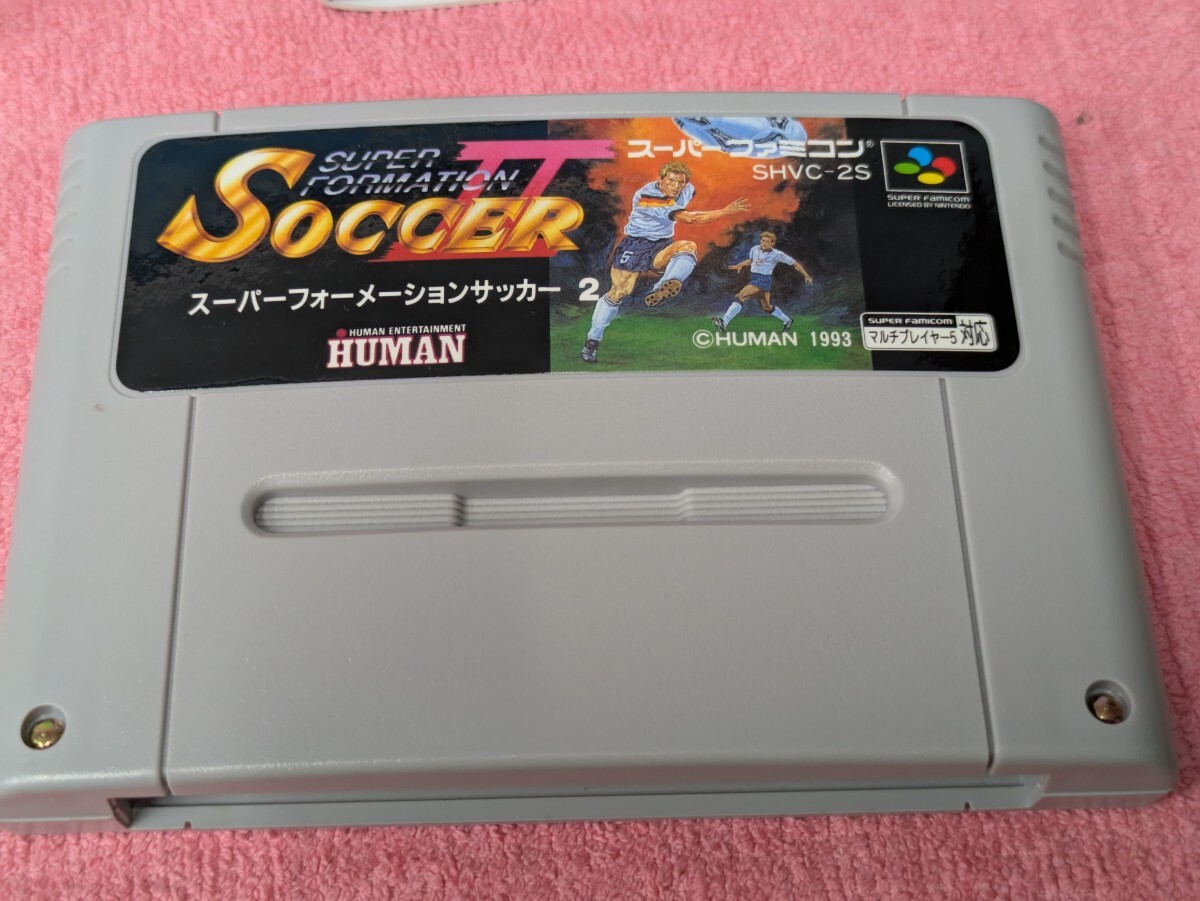 SUPER
FORMATION II
SOCCER
スーパーフォーメーションサッカー 2
HUMAN ENTERTAINMENT
HUMAN
スーパーファミコン®
SHVC-2S
SUPER FAMICOM
LICENSED BY NINTENDO
5
©HUMAN 1993
SUPER FAMICOM
マルチプレイヤー5 対応